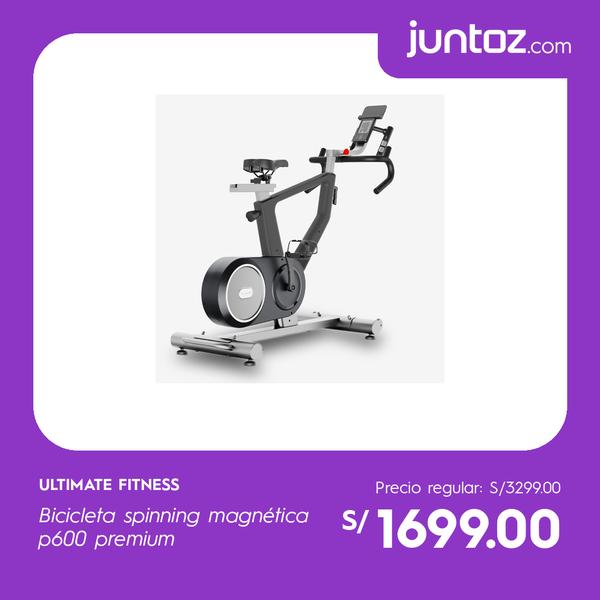 juntoz.com
ULTIMATE FITNESS
Bicicleta spinning magnética
p600 premium
Precio regular: S/3299.00
S/1699.00